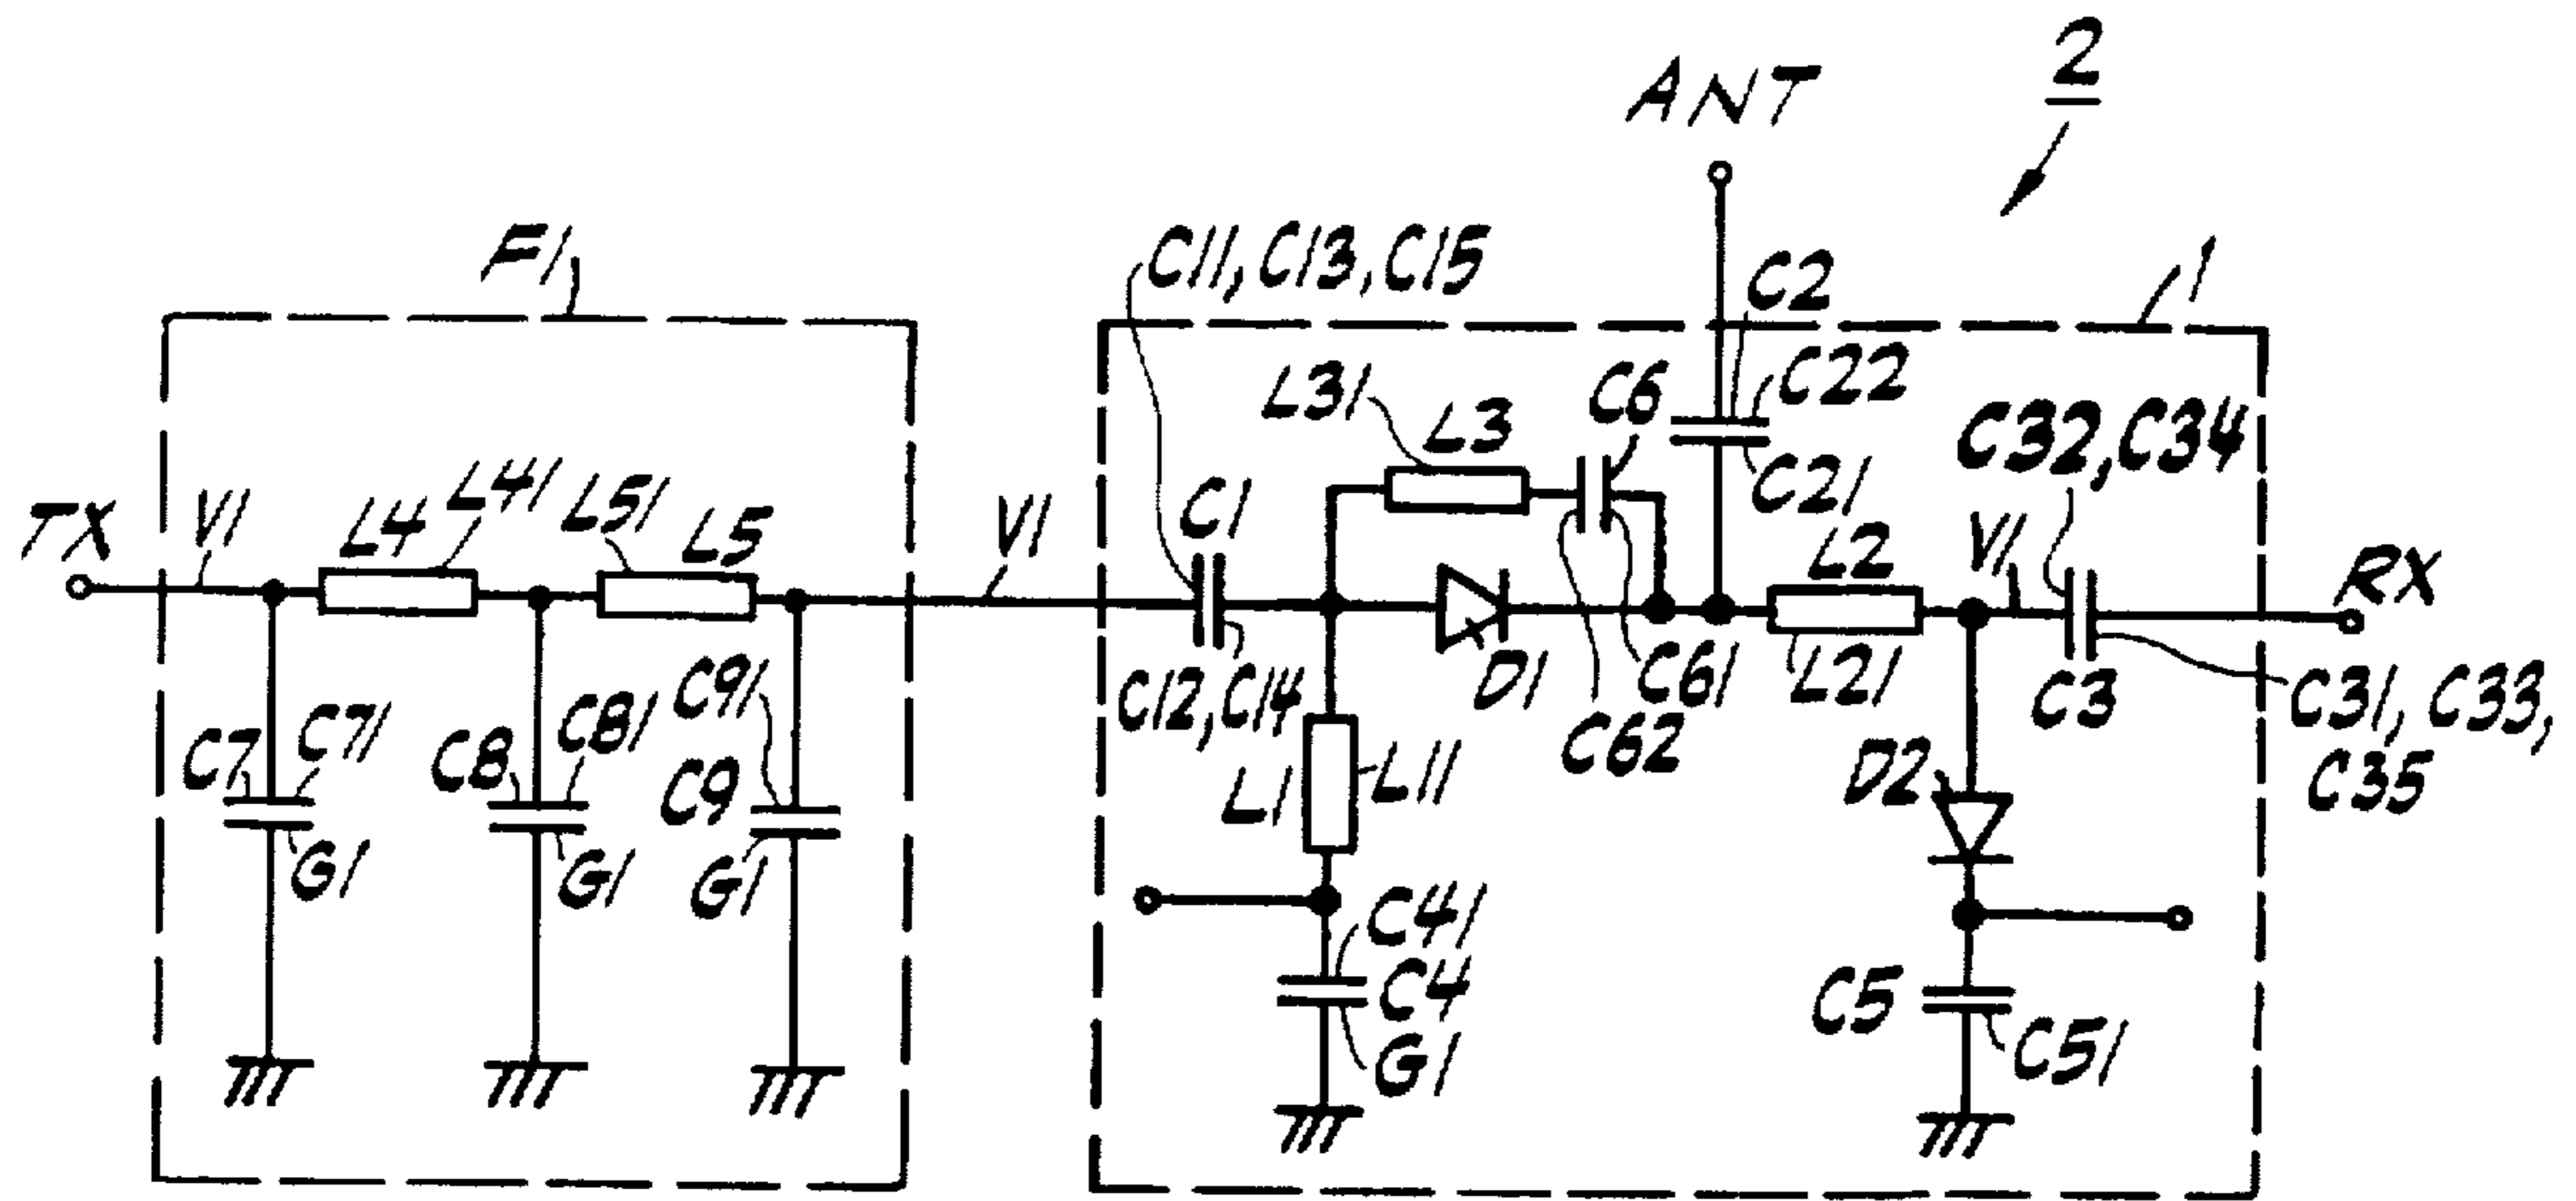 2
ANT
F1
C11, C13, C15
C2
1
C22
L31
L3
C6
C32, C34
C21
TX
V1
L4
L41
L51
L5
V1
C1
L2
V1
RX
C12, C14
D1
C61
C62
L21
C3
C31, C33,
C35
C7
C71
C8
C81
C91
C9
L1
L11
D2
G1
G1
G1
C41
C4
G1
C5
C51